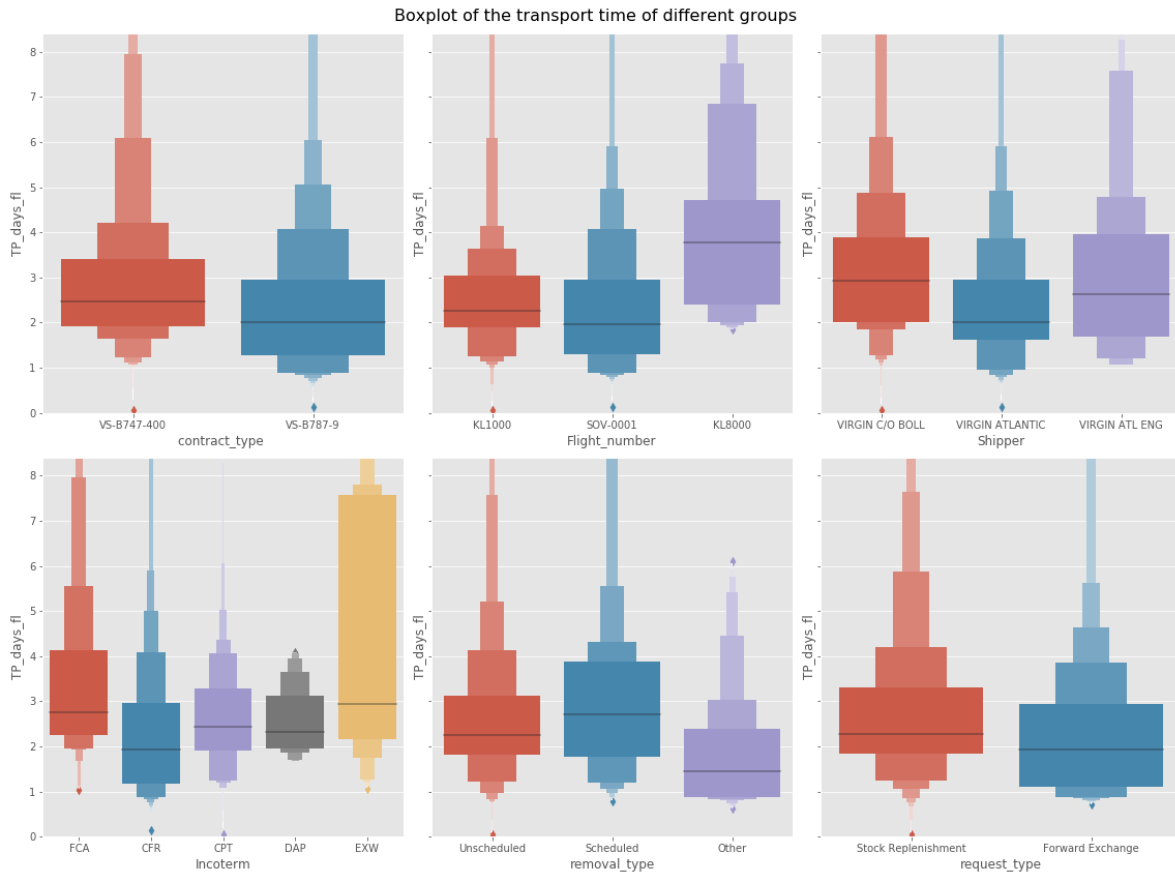 Boxplot of the transport time of different groups
8
7
6
5
4
3
2
1
0
TP_days_fl
VS-B747-400 VS-B787-9
contract_type
TP_days_fl
KL1000 SOV-0001 KL8000
Flight_number
TP_days_fl
VIRGIN C/O BOLL VIRGIN ATLANTIC VIRGIN ATL ENG
Shipper
8
7
6
5
4
3
2
1
0
TP_days_fl
FCA CFR CPT DAP EXW
Incoterm
TP_days_fl
Unscheduled Scheduled Other
removal_type
TP_days_fl
Stock Replenishment Forward Exchange
request_type